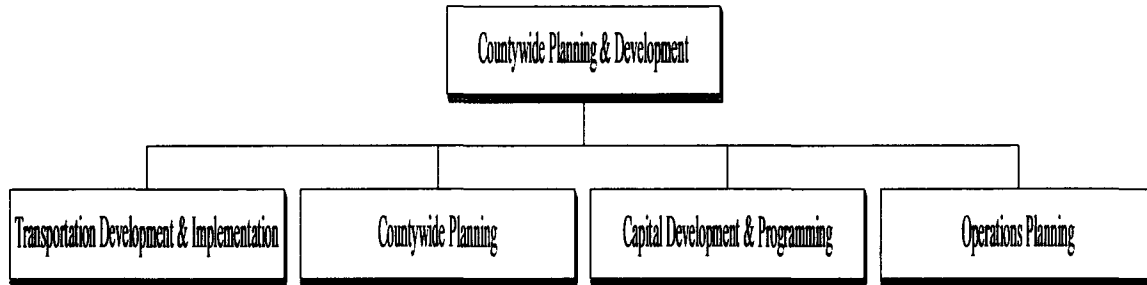 Countywide Planning & Development
Transportation Development & Implementation
Countywide Planning
Capital Development & Programming
Operations Planning